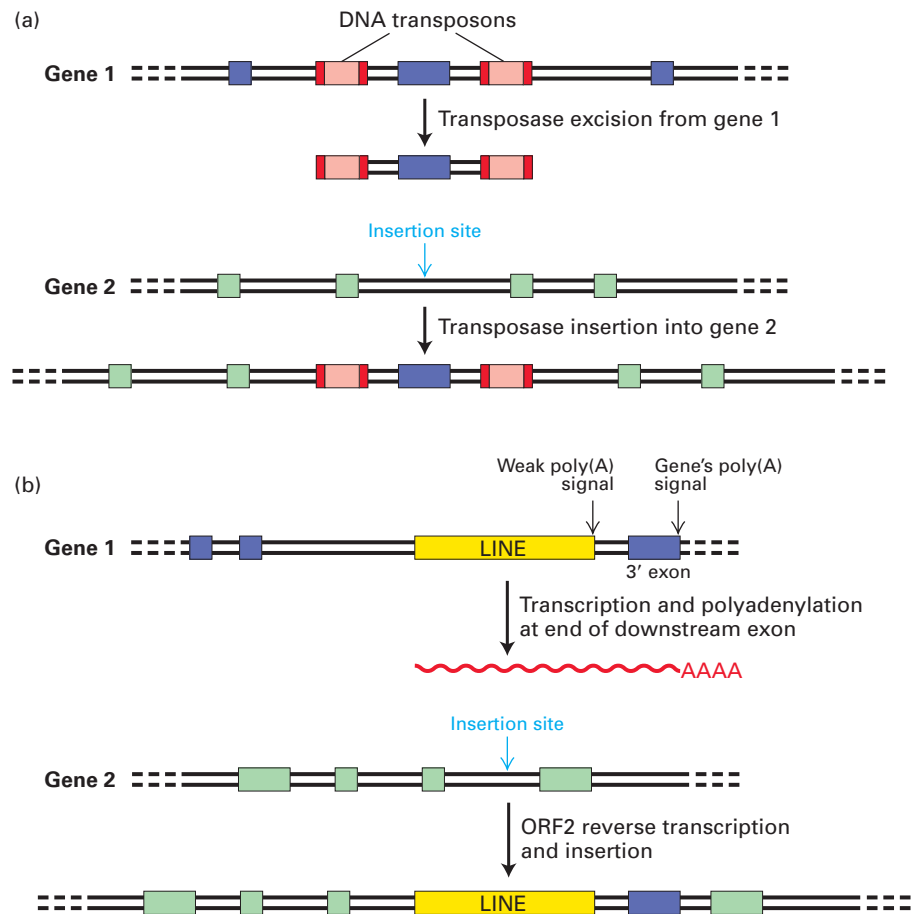 (a)
DNA transposons
Gene 1
Transposase excision from gene 1
Insertion site
Gene 2
Transposase insertion into gene 2
(b)
Weak poly(A)
signal
Gene's poly(A)
signal
Gene 1
LINE
3′ exon
Transcription and polyadenylation
at end of downstream exon
AAAA
Insertion site
Gene 2
ORF2 reverse transcription
and insertion
LINE